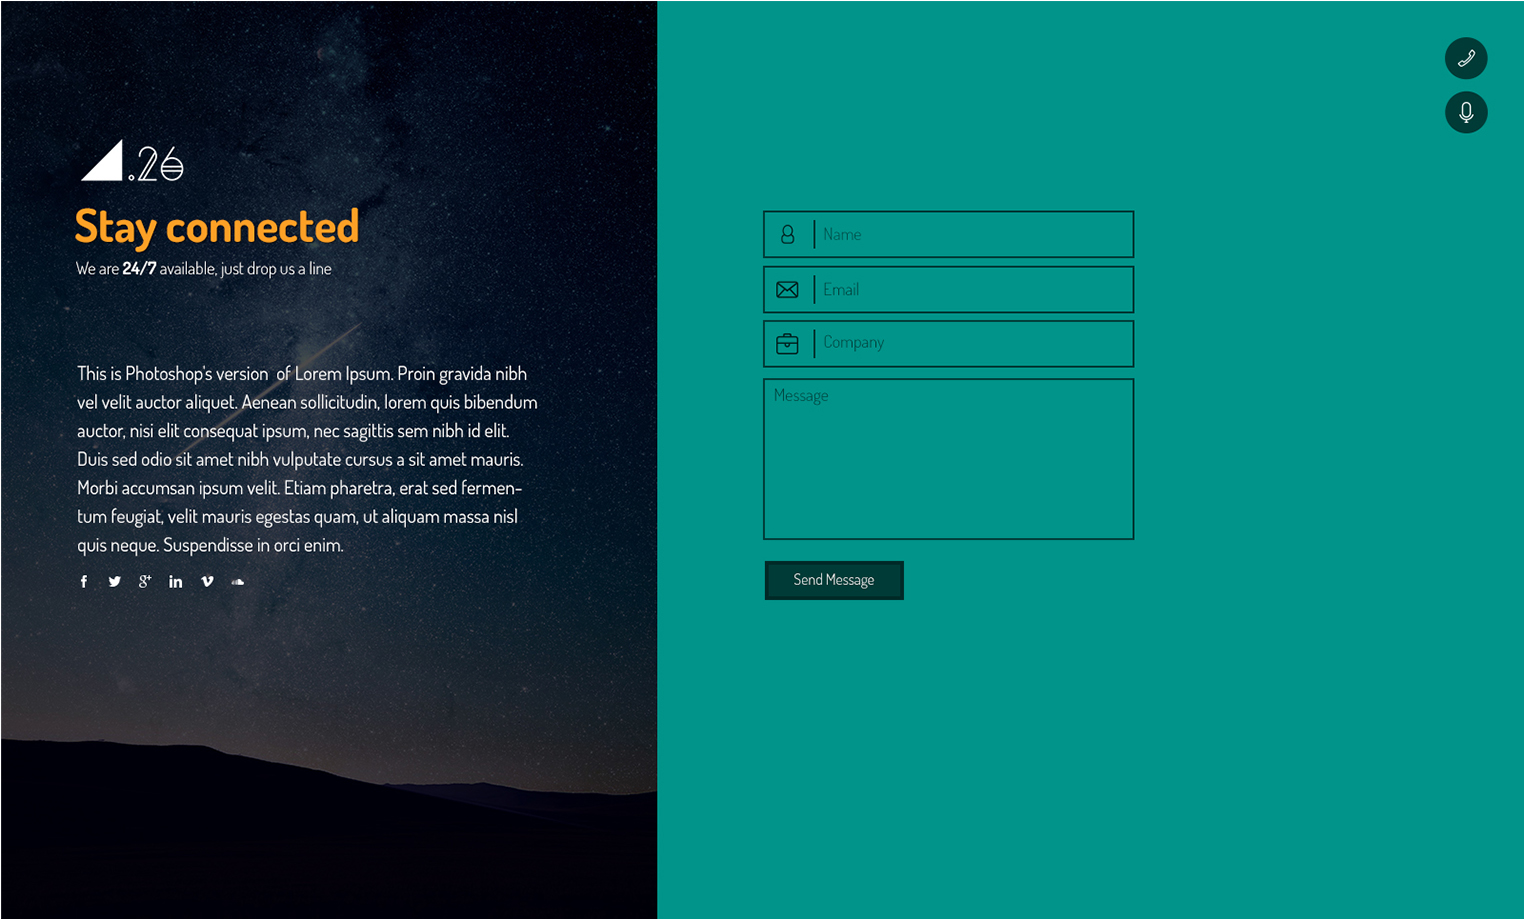 .26
Stay connected
We are 24/7 available, just drop us a line
This is Photoshop's version  of Lorem Ipsum. Proin gravida nibh
vel velit auctor aliquet. Aenean sollicitudin, lorem quis bibendum
auctor, nisi elit consequat ipsum, nec sagittis sem nibh id elit.
Duis sed odio sit amet nibh vulputate cursus a sit amet mauris.
Morbi accumsan ipsum velit. Etiam pharetra, erat sed fermen-
tum feugiat, velit mauris egestas quam, ut aliquam massa nisl
quis neque. Suspendisse in orci enim.
Name
Email
Company
Message
Send Message